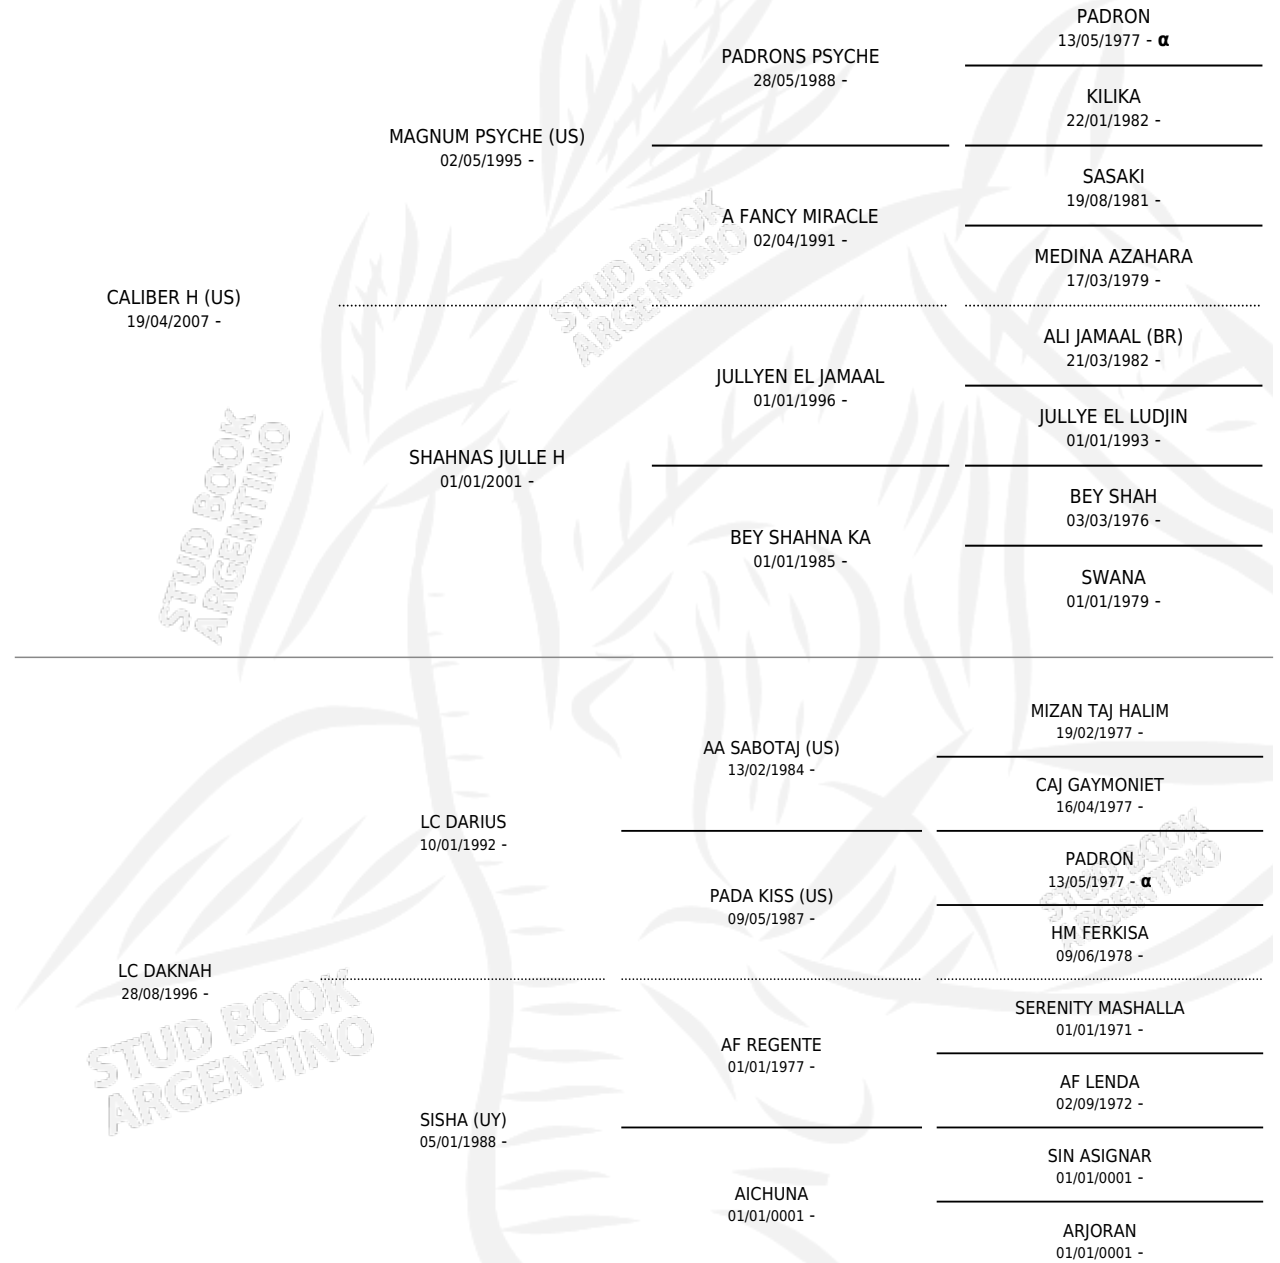 PADRON
13/05/1977 - α
PADRONS PSYCHE
28/05/1988 -
KILIKA
22/01/1982 -
MAGNUM PSYCHE (US)
02/05/1995 -
SASAKI
19/08/1981 -
A FANCY MIRACLE
02/04/1991 -
MEDINA AZAHARA
17/03/1979 -
CALIBER H (US)
19/04/2007 -
ALI JAMAAL (BR)
21/03/1982 -
JULLYEN EL JAMAAL
01/01/1996 -
JULLYE EL LUDJIN
01/01/1993 -
SHAHNAS JULLE H
01/01/2001 -
BEY SHAH
03/03/1976 -
BEY SHAHNA KA
01/01/1985 -
SWANA
01/01/1979 -
MIZAN TAJ HALIM
19/02/1977 -
AA SABOTAJ (US)
13/02/1984 -
CAJ GAYMONIET
16/04/1977 -
LC DARIUS
10/01/1992 -
PADRON
13/05/1977 - α
PADA KISS (US)
09/05/1987 -
HM FERKISA
09/06/1978 -
LC DAKNAH
28/08/1996 -
SERENITY MASHALLA
01/01/1971 -
AF REGENTE
01/01/1977 -
AF LENDA
02/09/1972 -
SISHA (UY)
05/01/1988 -
SIN ASIGNAR
01/01/0001 -
AICHUNA
01/01/0001 -
ARJORAN
01/01/0001 -
STUD BOOK
ARGENTINO
STUD BOOK
ARGENTINO
STUD BOOK
ARGENTINO
STUD BOOK
ARGENTINO